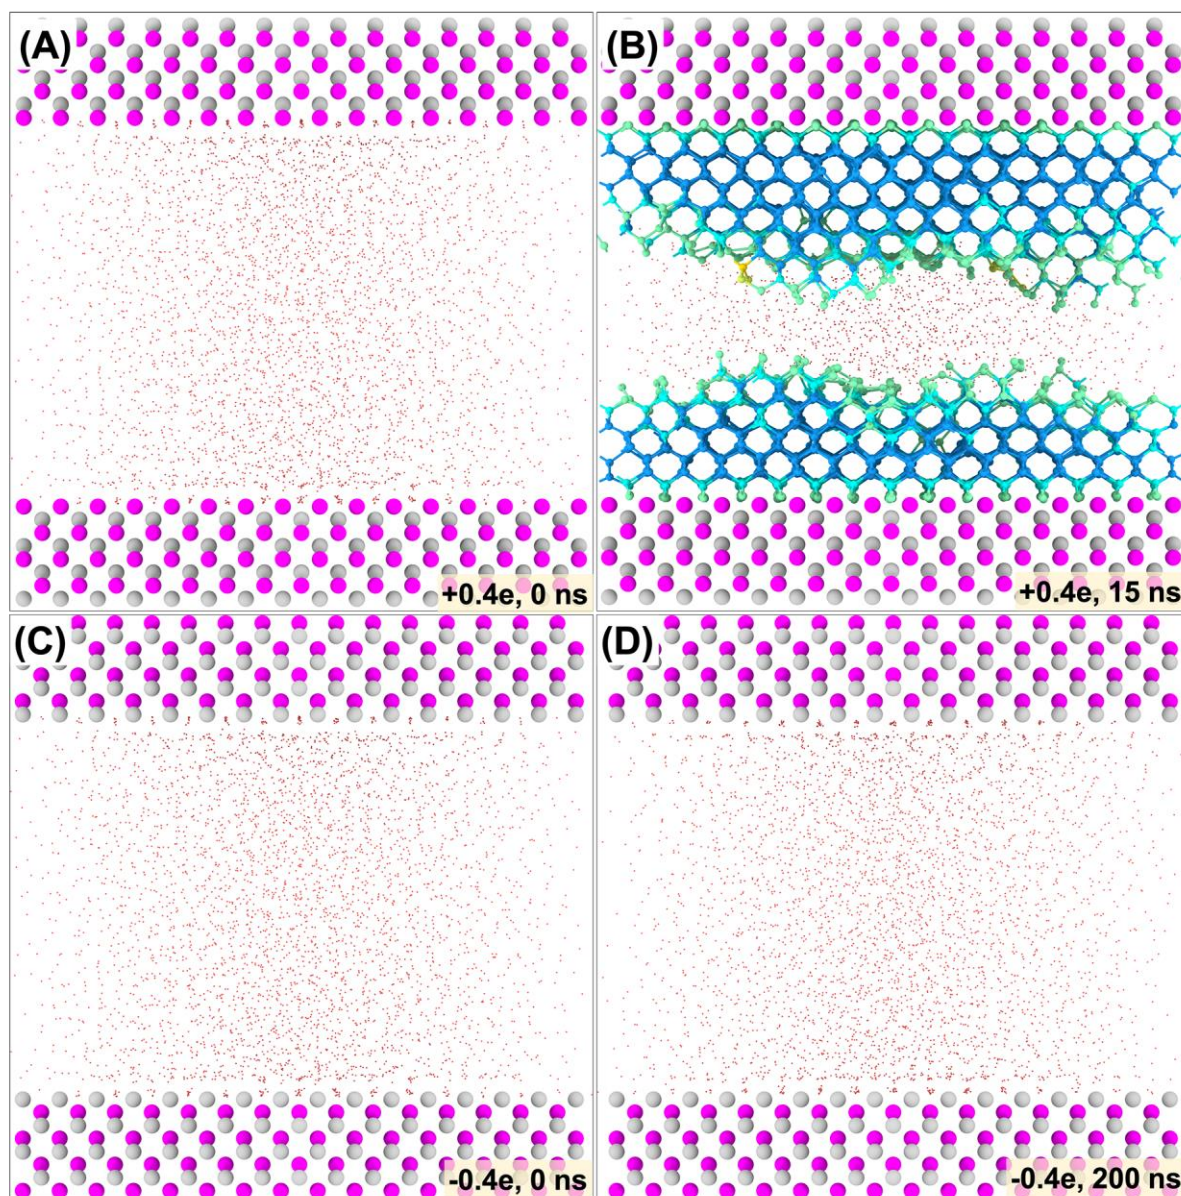 (A)
(B)
+0.4e, 0 ns
+0.4e, 15 ns
(C)
(D)
-0.4e, 0 ns
-0.4e, 200 ns